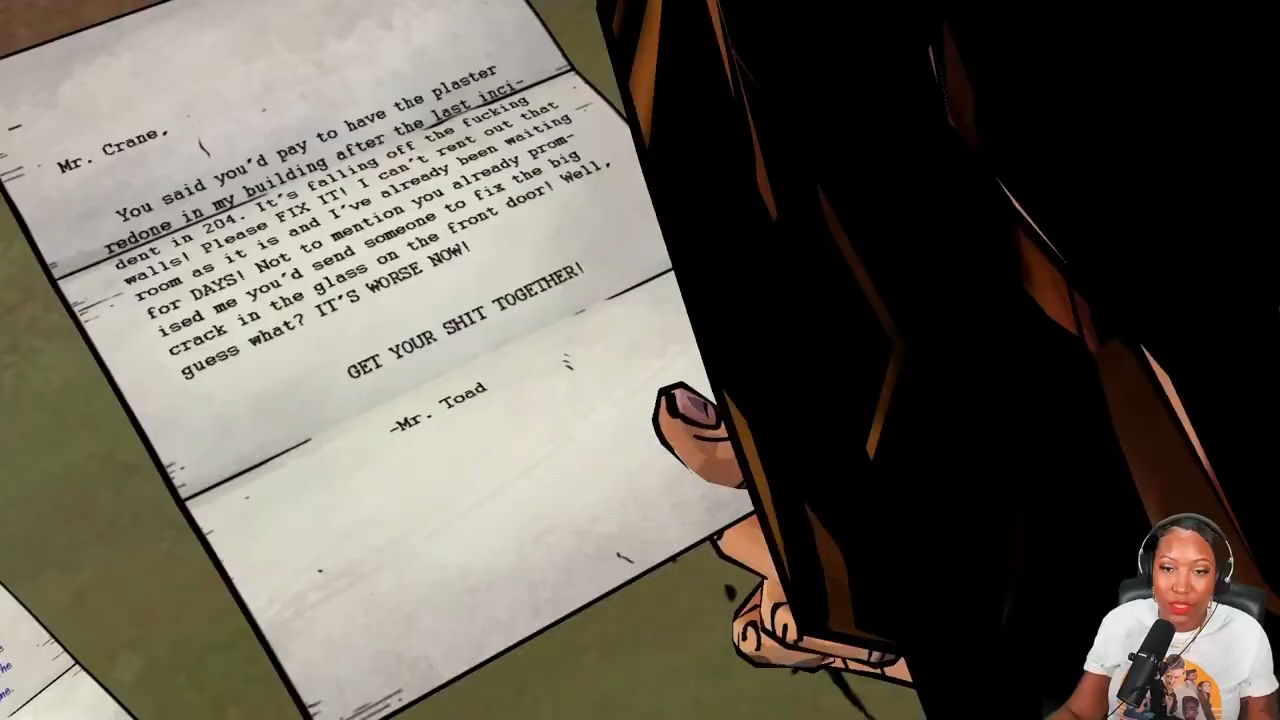 Mr. Crane,
You said you'd pay to have the plaster
redone in my building after the last inci-
dent in 204. It's falling off the fucking
walls! Please FIX IT! I can't rent out that
room as it is and I've already been waiting
for DAYS! Not to mention you already prom-
ised me you'd send someone to fix the big
crack in the glass on the front door! Well,
guess what? IT'S WORSE NOW!
GET YOUR SHIT TOGETHER!
-Mr. Toad
he